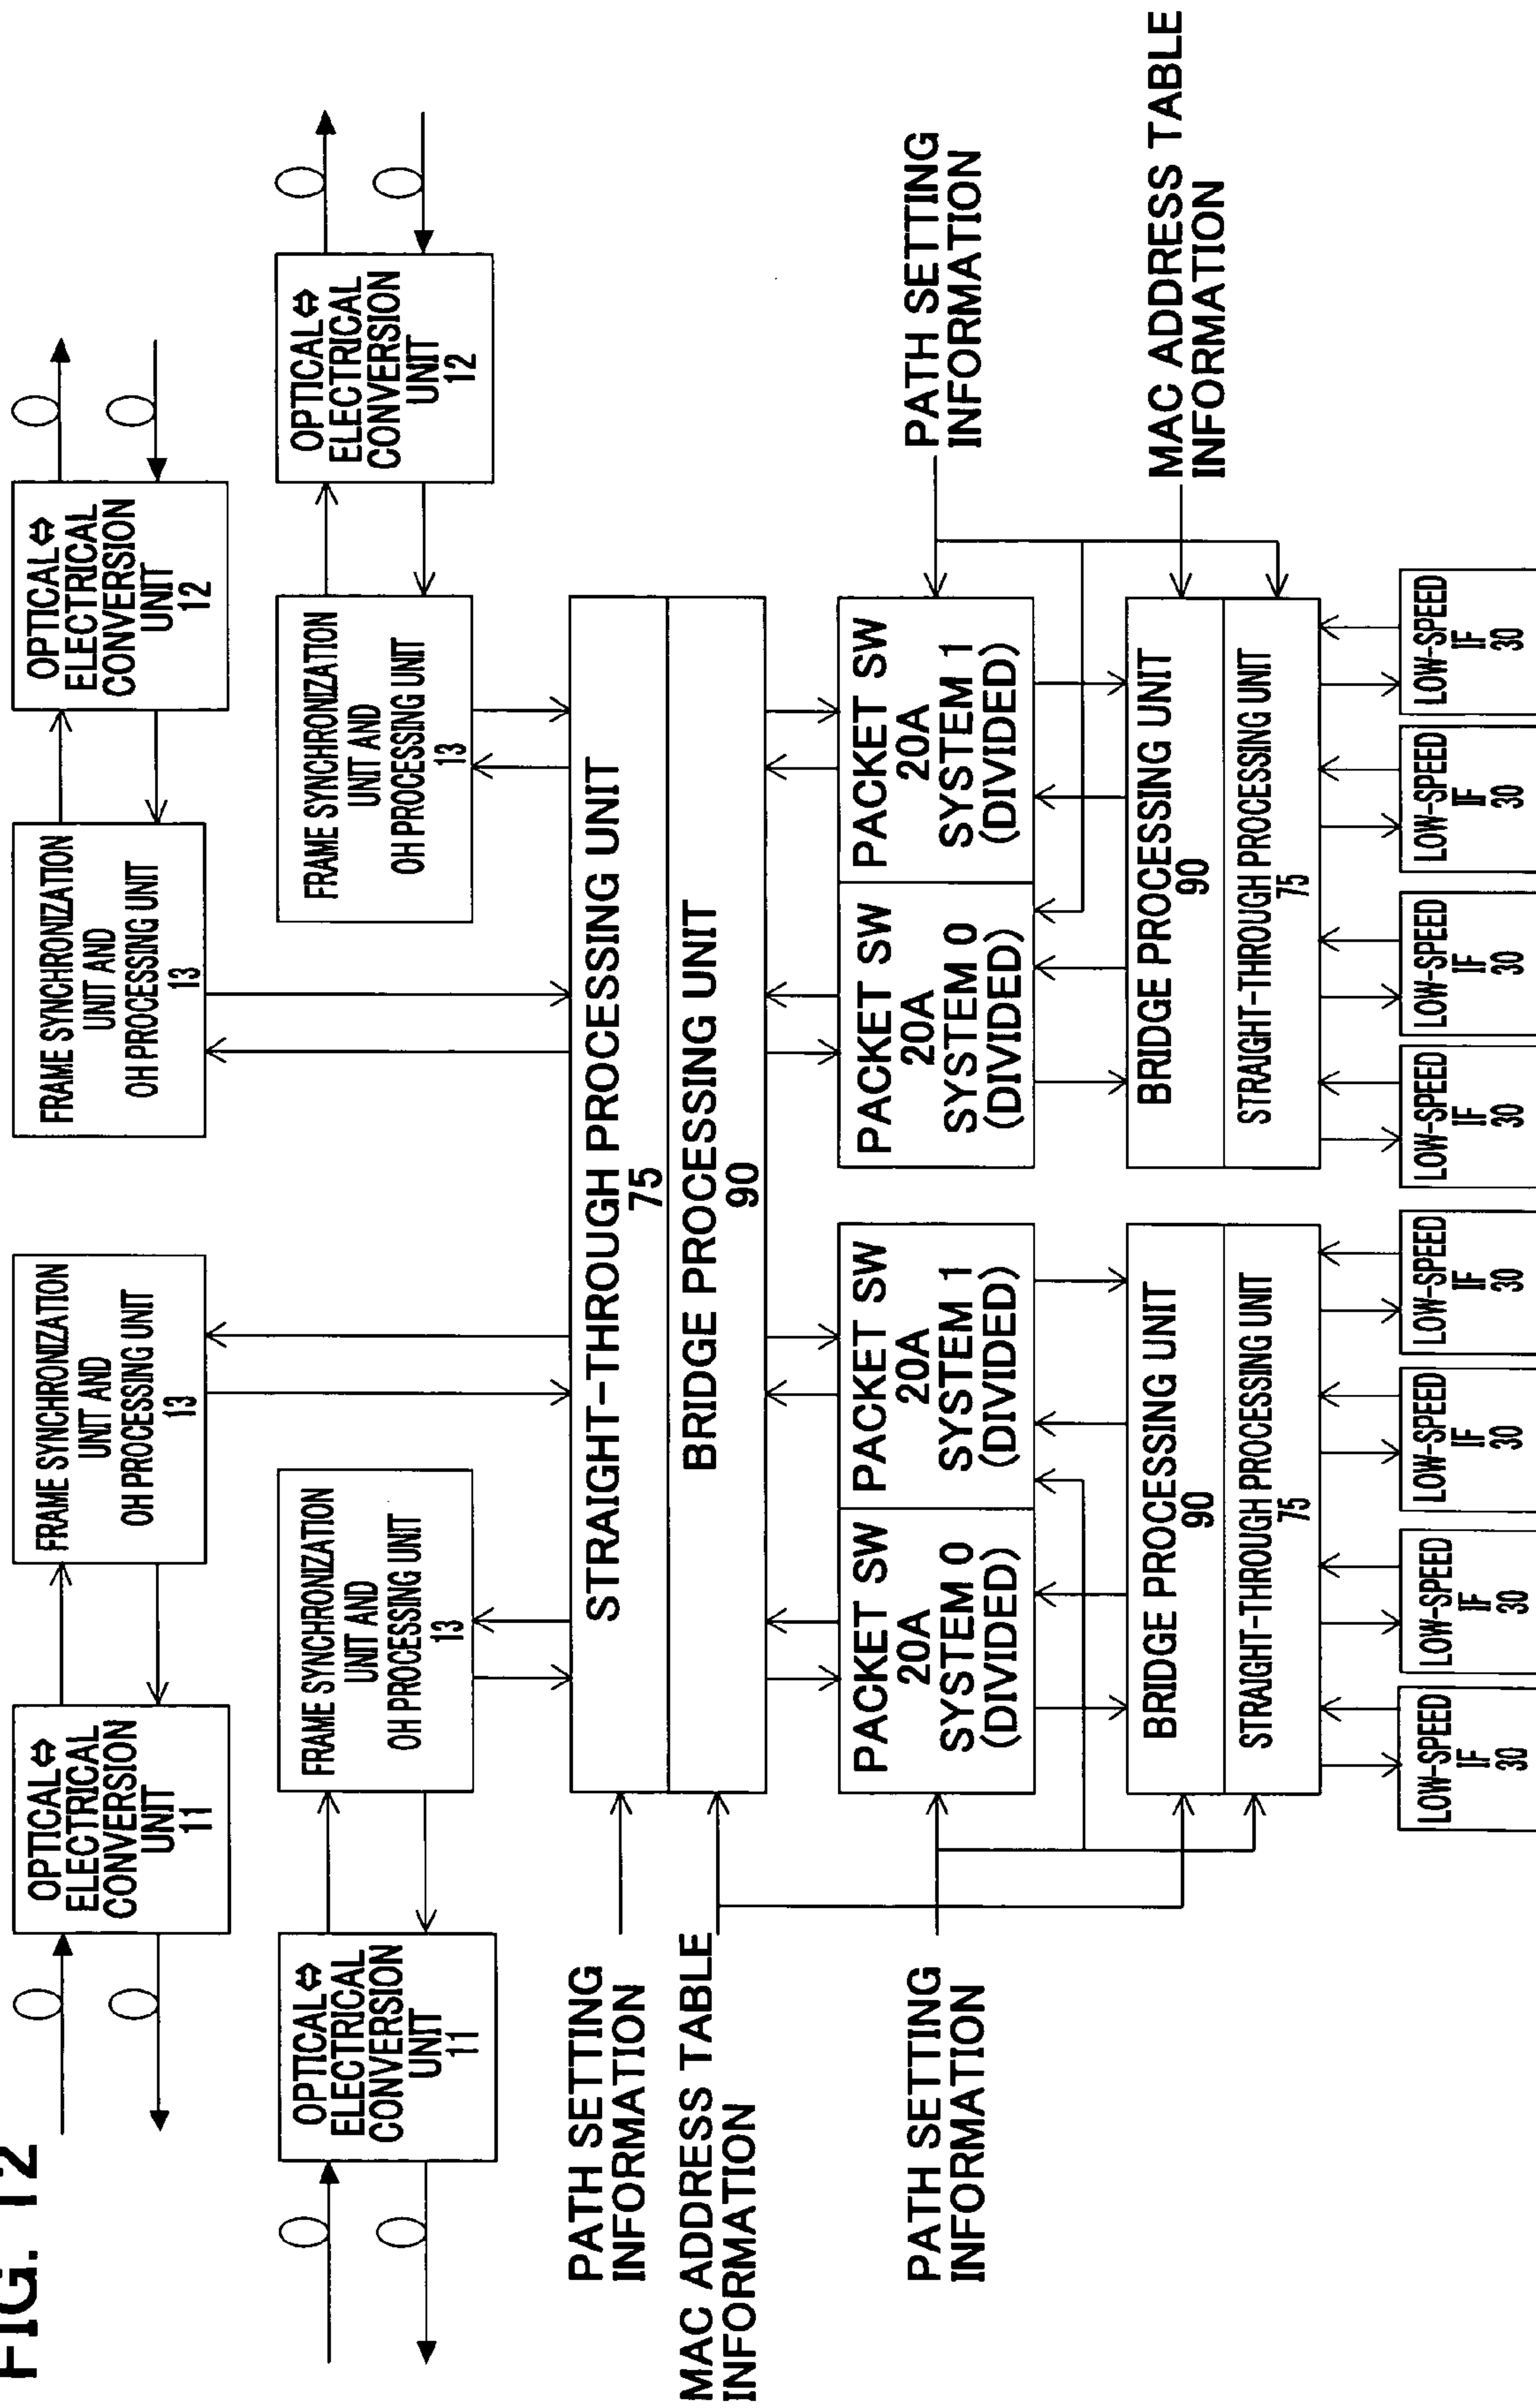 FIG. 12
OPTICAL⇔
ELECTRICAL
CONVERSION
UNIT
11
FRAME SYNCHRONIZATION
UNIT AND
OH PROCESSING UNIT
13
FRAME SYNCHRONIZATION
UNIT AND
OH PROCESSING UNIT
13
OPTICAL⇔
ELECTRICAL
CONVERSION
UNIT
12
OPTICAL⇔
ELECTRICAL
CONVERSION
UNIT
11
FRAME SYNCHRONIZATION
UNIT AND
OH PROCESSING UNIT
13
FRAME SYNCHRONIZATION
UNIT AND
OH PROCESSING UNIT
13
OPTICAL⇔
ELECTRICAL
CONVERSION
UNIT
12
PATH SETTING
INFORMATION
STRAIGHT-THROUGH PROCESSING UNIT
75
MAC ADDRESS TABLE
INFORMATION
BRIDGE PROCESSING UNIT
90
PATH SETTING
INFORMATION
PACKET SW
20A
SYSTEM 0
(DIVIDED)
PACKET SW
20A
SYSTEM 1
(DIVIDED)
PACKET SW
20A
SYSTEM 0
(DIVIDED)
PACKET SW
20A
SYSTEM 1
(DIVIDED)
PATH SETTING
INFORMATION
BRIDGE PROCESSING UNIT
90
STRAIGHT-THROUGH PROCESSING UNIT
75
BRIDGE PROCESSING UNIT
90
STRAIGHT-THROUGH PROCESSING UNIT
75
MAC ADDRESS TABLE
INFORMATION
LOW-SPEED
IF
30
LOW-SPEED
IF
30
LOW-SPEED
IF
30
LOW-SPEED
IF
30
LOW-SPEED
IF
30
LOW-SPEED
IF
30
LOW-SPEED
IF
30
LOW-SPEED
IF
30